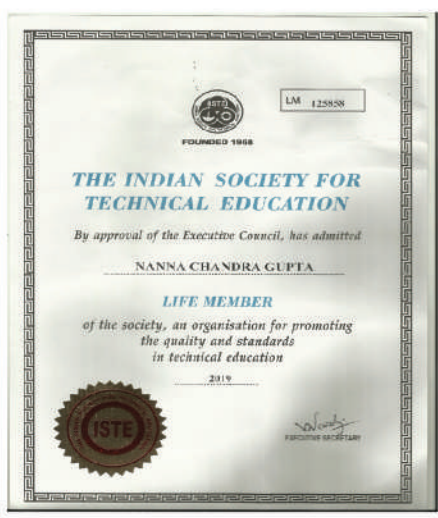 ISTE
LM 125858
FOUNDED 1968
THE INDIAN SOCIETY FOR
TECHNICAL EDUCATION
By approval of the Executive Council, has admitted
NANNA CHANDRA GUPTA
LIFE MEMBER
of the society, an organisation for promoting
the quality and standards
in technical education
2019
ISTE
EXECUTIVE SECRETARY